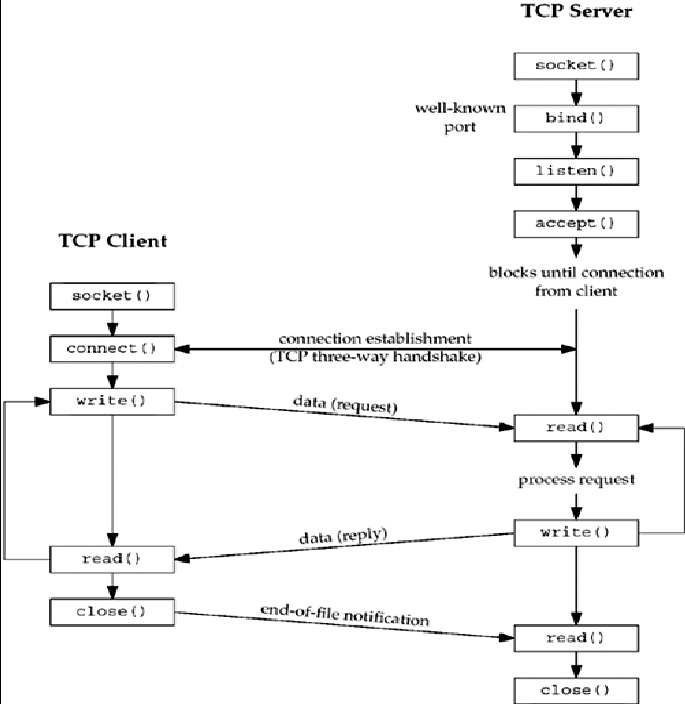 TCP Server
socket()
well-known
port
bind()
listen()
accept()
blocks until connection
from client
TCP Client
socket()
connect()
connection establishment
(TCP three-way handshake)
write()
data (request)
read()
process request
write()
data (reply)
read()
close()
end-of-file notification
read()
close()